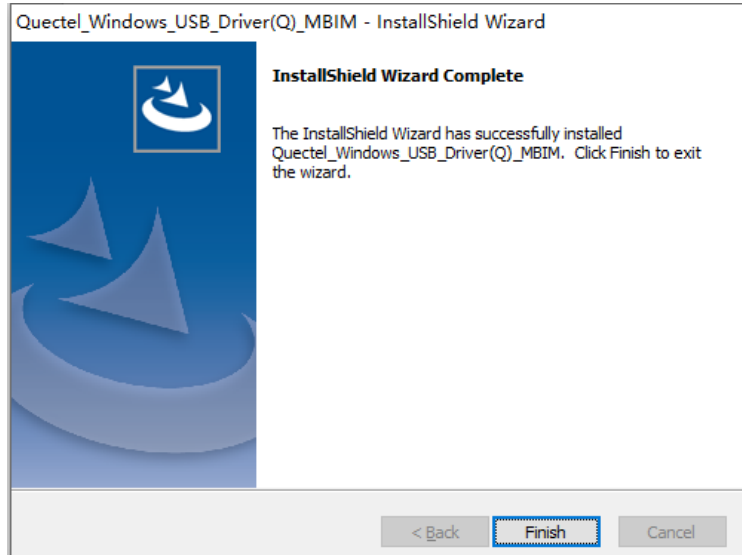 Quectel_Windows_USB_Driver(Q)_MBIM - InstallShield Wizard
InstallShield Wizard Complete
The InstallShield Wizard has successfully installed
Quectel_Windows_USB_Driver(Q)_MBIM. Click Finish to exit
the wizard.
< Back Finish Cancel